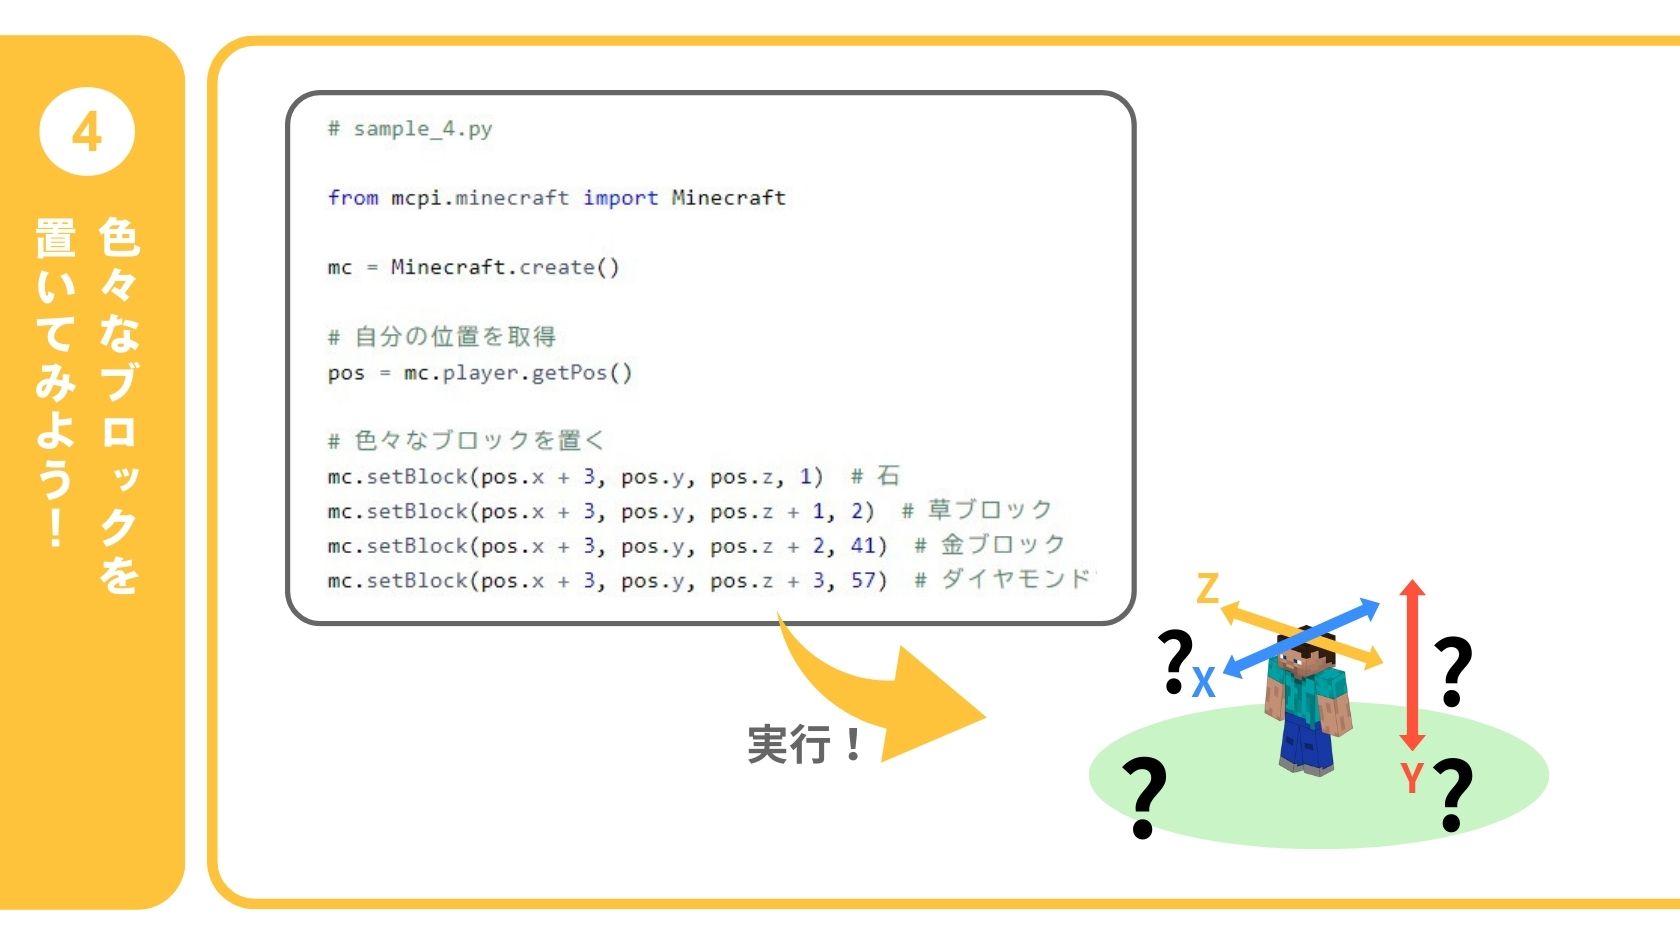 4
色々なブロックを
置いてみよう！
# sample_4.py
from mcpi.minecraft import Minecraft
mc = Minecraft.create()
# 自分の位置を取得
pos = mc.player.getPos()
# 色々なブロックを置く
mc.setBlock(pos.x + 3, pos.y, pos.z, 1)  # 石
mc.setBlock(pos.x + 3, pos.y, pos.z + 1, 2)  # 草ブロック
mc.setBlock(pos.x + 3, pos.y, pos.z + 2, 41)  # 金ブロック
mc.setBlock(pos.x + 3, pos.y, pos.z + 3, 57)  # ダイヤモンド
実行！
Z
?
X
?
?
Y
?